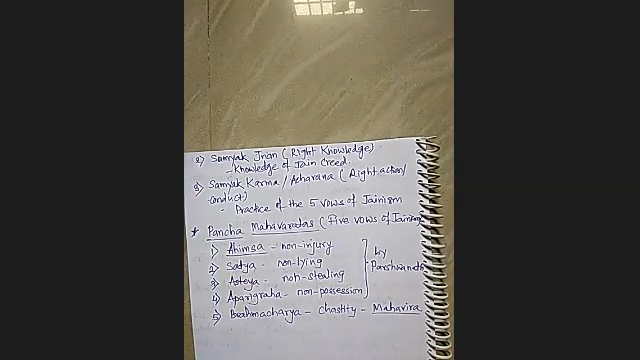 2) Samyak Jnan (Right Knowledge)
- Knowledge of Jain Creed.
3) Samyak Karma / Acharana (Right action/
conduct)
- Practice of the 5 vows of Jainism
* Pancha Mahavaratas (Five vows of Jainism)
1) Ahimsa - non-injury
2) Satya - non-lying
3) Asteya - non-stealing
4) Aparigraha - non-possession
by
Parshwanath
5) Brahmacharya - Chastity - Mahavira